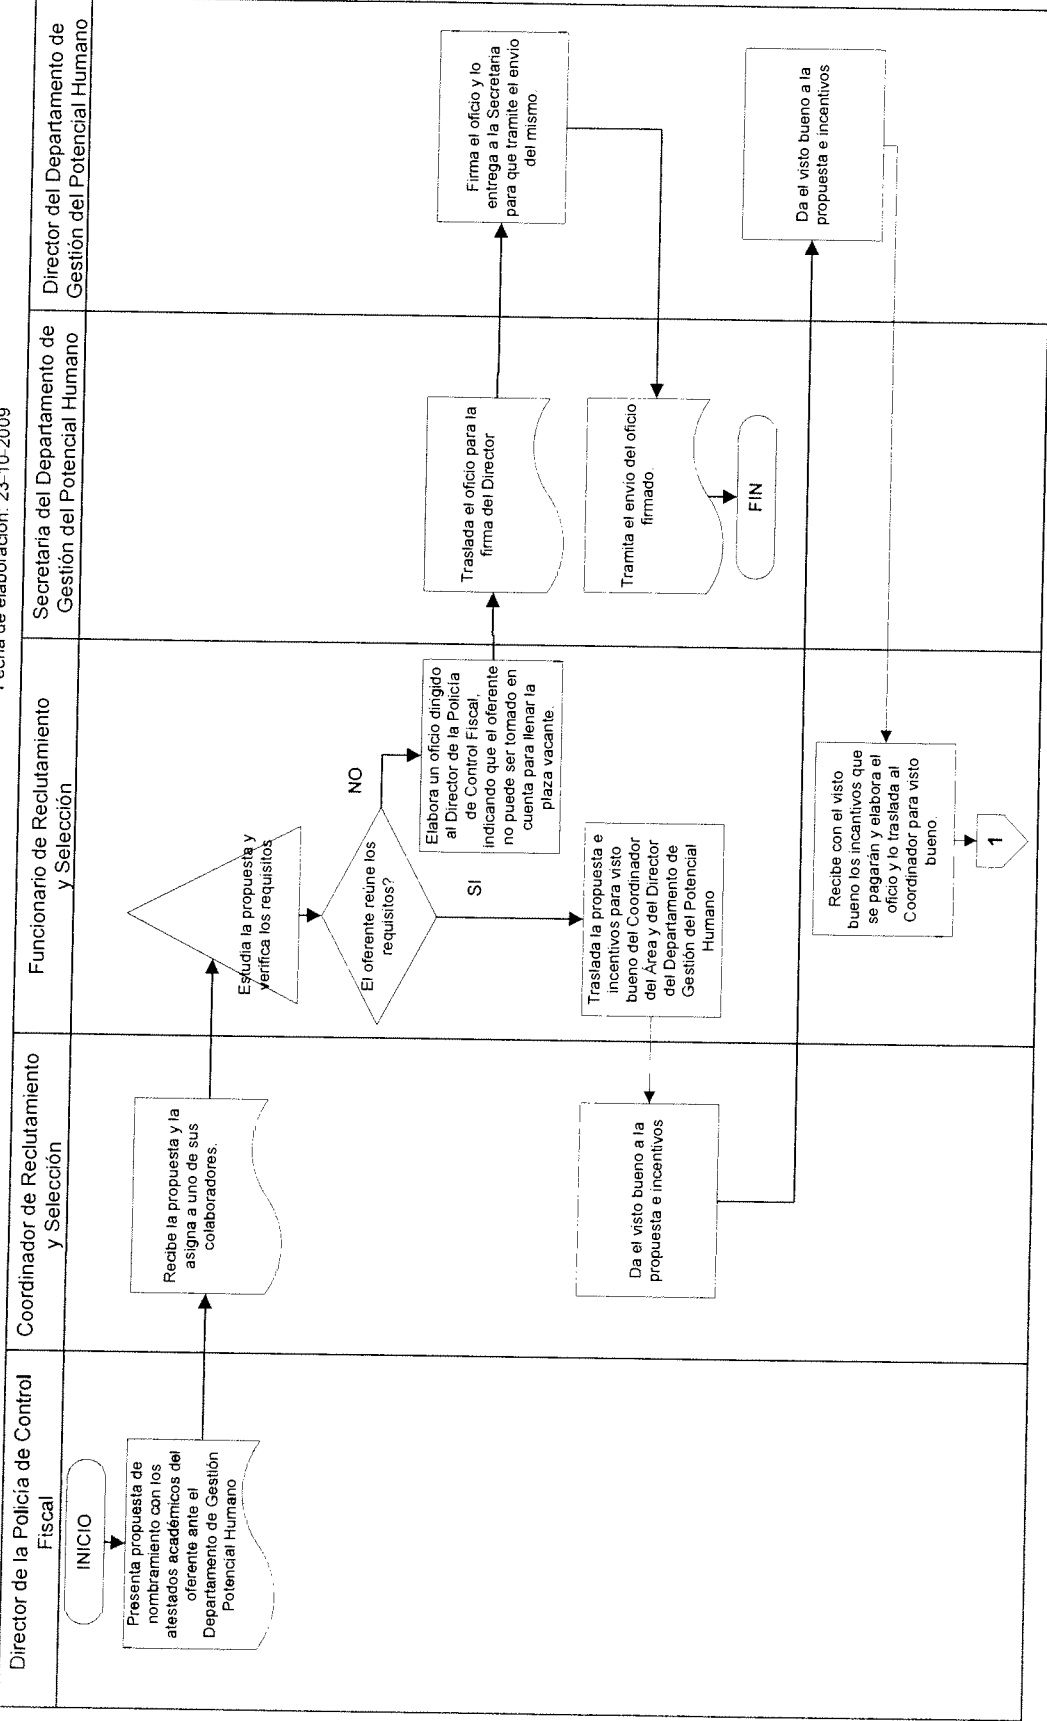 Fecha de elaboración: 23-10-2009
Director de la Policía de Control
Fiscal
Coordinador de Reclutamiento
y Selección
Funcionario de Reclutamiento
y Selección
Secretaria del Departamento de
Gestión del Potencial Humano
Director del Departamento de
Gestión del Potencial Humano
INICIO
Presenta propuesta de
nombramiento con los
atestados académicos del
oferente ante el
Departamento de Gestión
Potencial Humano
Recibe la propuesta y la
asigna a uno de sus
colaboradores.
Estudia la propuesta y
verifica los requisitos
El oferente reúne los
requisitos?
NO
SI
Elabora un oficio dirigido
al Director de la Policía
de Control Fiscal,
indicando que el oferente
no puede ser tomado en
cuenta para llenar la
plaza vacante.
Traslada el oficio para la
firma del Director
Firma el oficio y lo
entrega a la Secretaria
para que tramite el envio
del mismo.
Tramita el envio del oficio
firmado.
FIN
Traslada la propuesta e
incentivos para visto
bueno del Coordinador
del Área y del Director
del Departamento de
Gestión del Potencial
Humano
Da el visto bueno a la
propuesta e incentivos
Da el visto bueno a la
propuesta e incentivos
Recibe con el visto
bueno los incantivos que
se pagarán y elabora el
oficio y lo traslada al
Coordinador para visto
bueno.
1